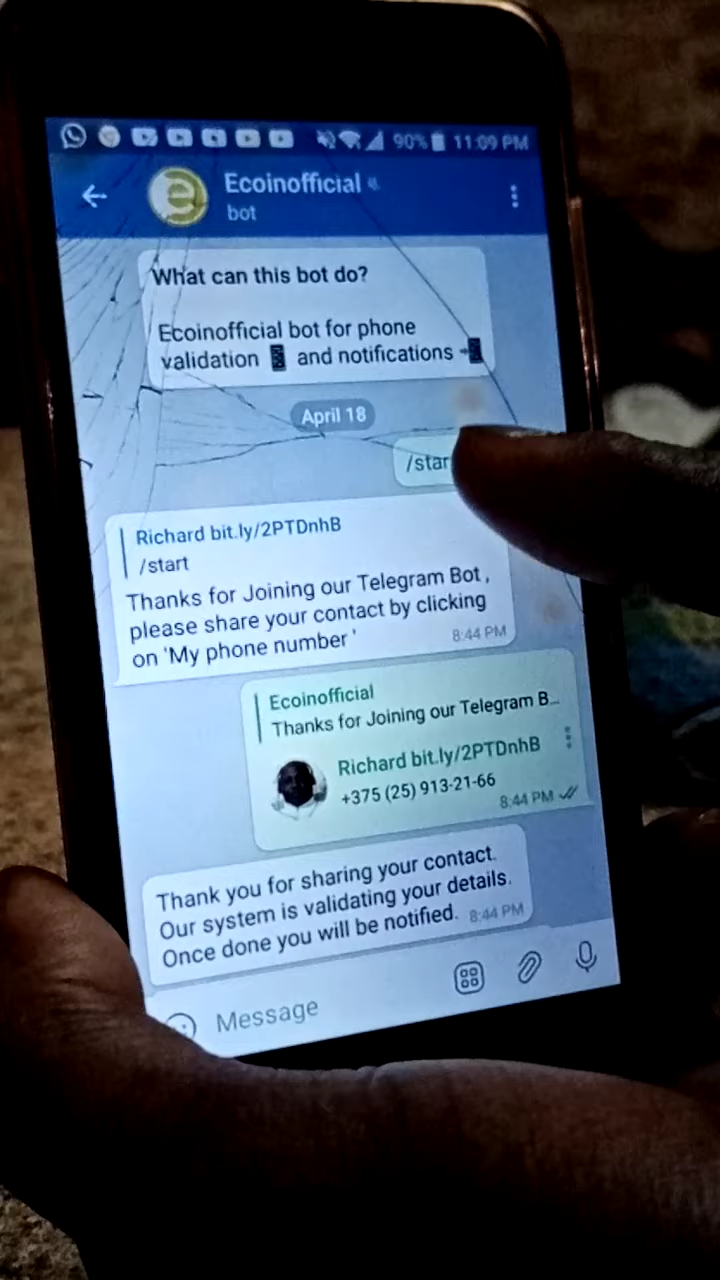 90% 11:09 PM
Ecoinofficial
bot
What can this bot do?
Ecoinofficial bot for phone
validation 📱 and notifications 📲
April 18
/star
Richard bit.ly/2PTDnhB
/start
Thanks for Joining our Telegram Bot ,
please share your contact by clicking
on 'My phone number '
8:44 PM
Ecoinofficial
Thanks for Joining our Telegram B...
Richard bit.ly/2PTDnhB
+375 (25) 913-21-66
8:44 PM
Thank you for sharing your contact.
Our system is validating your details.
Once done you will be notified. 8:44 PM
Message